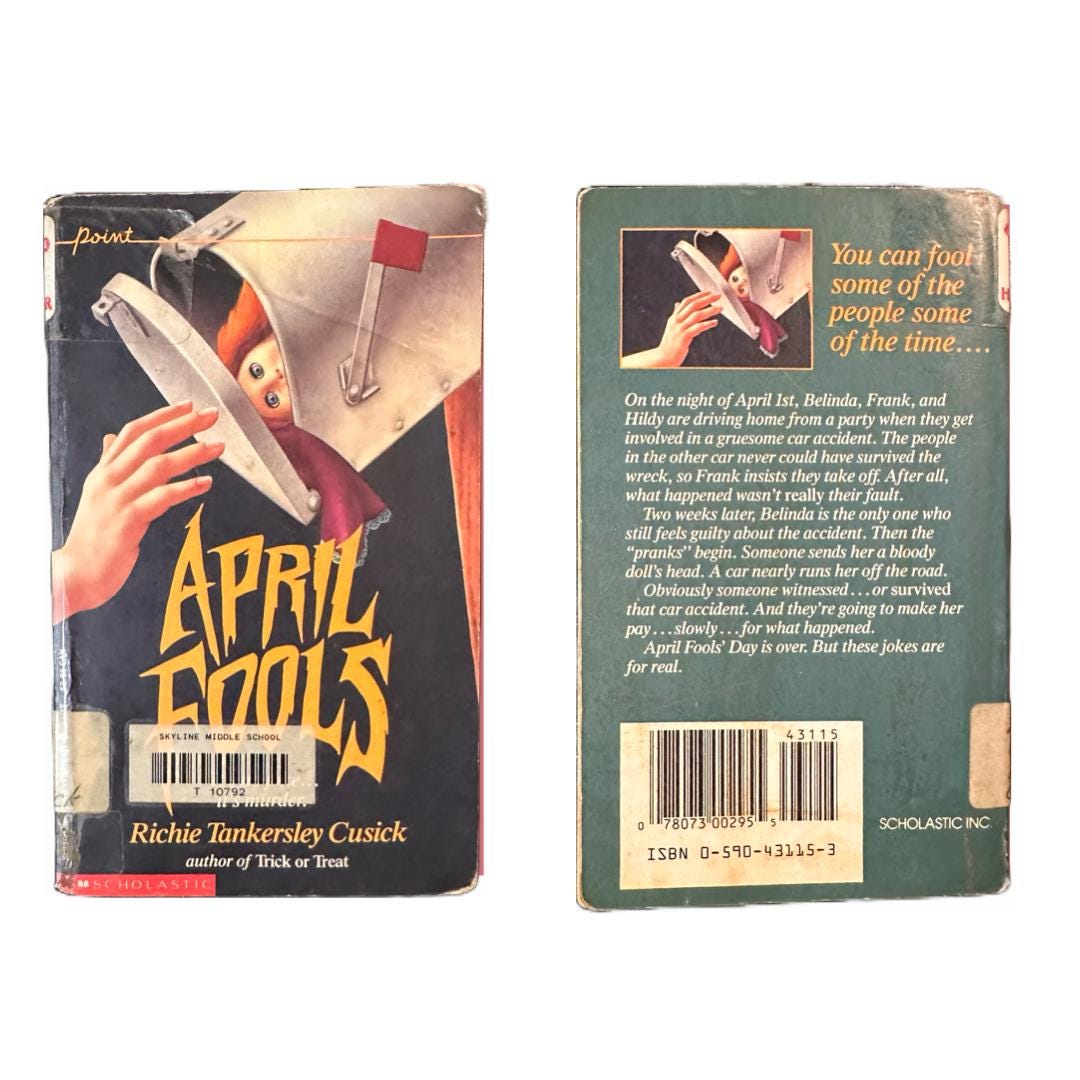 point
APRIL
FOOLS
SKYLINE MIDDLE SCHOOL
T 10792
it's murder.
Richie Tankersley Cusick
author of Trick or Treat
SCHOLASTIC
You can fool
some of the
people some
of the time....
On the night of April 1st, Belinda, Frank, and
Hildy are driving home from a party when they get
involved in a gruesome car accident. The people
in the other car never could have survived the
wreck, so Frank insists they take off. After all,
what happened wasn't really their fault.
Two weeks later, Belinda is the only one who
still feels guilty about the accident. Then the
“pranks” begin. Someone sends her a bloody
doll's head. A car nearly runs her off the road.
Obviously someone witnessed...or survived
that car accident. And they're going to make her
pay...slowly...for what happened.
April Fools' Day is over. But these jokes are
for real.
43115
0 78073 00295 5
SCHOLASTIC INC.
ISBN 0-590-43115-3